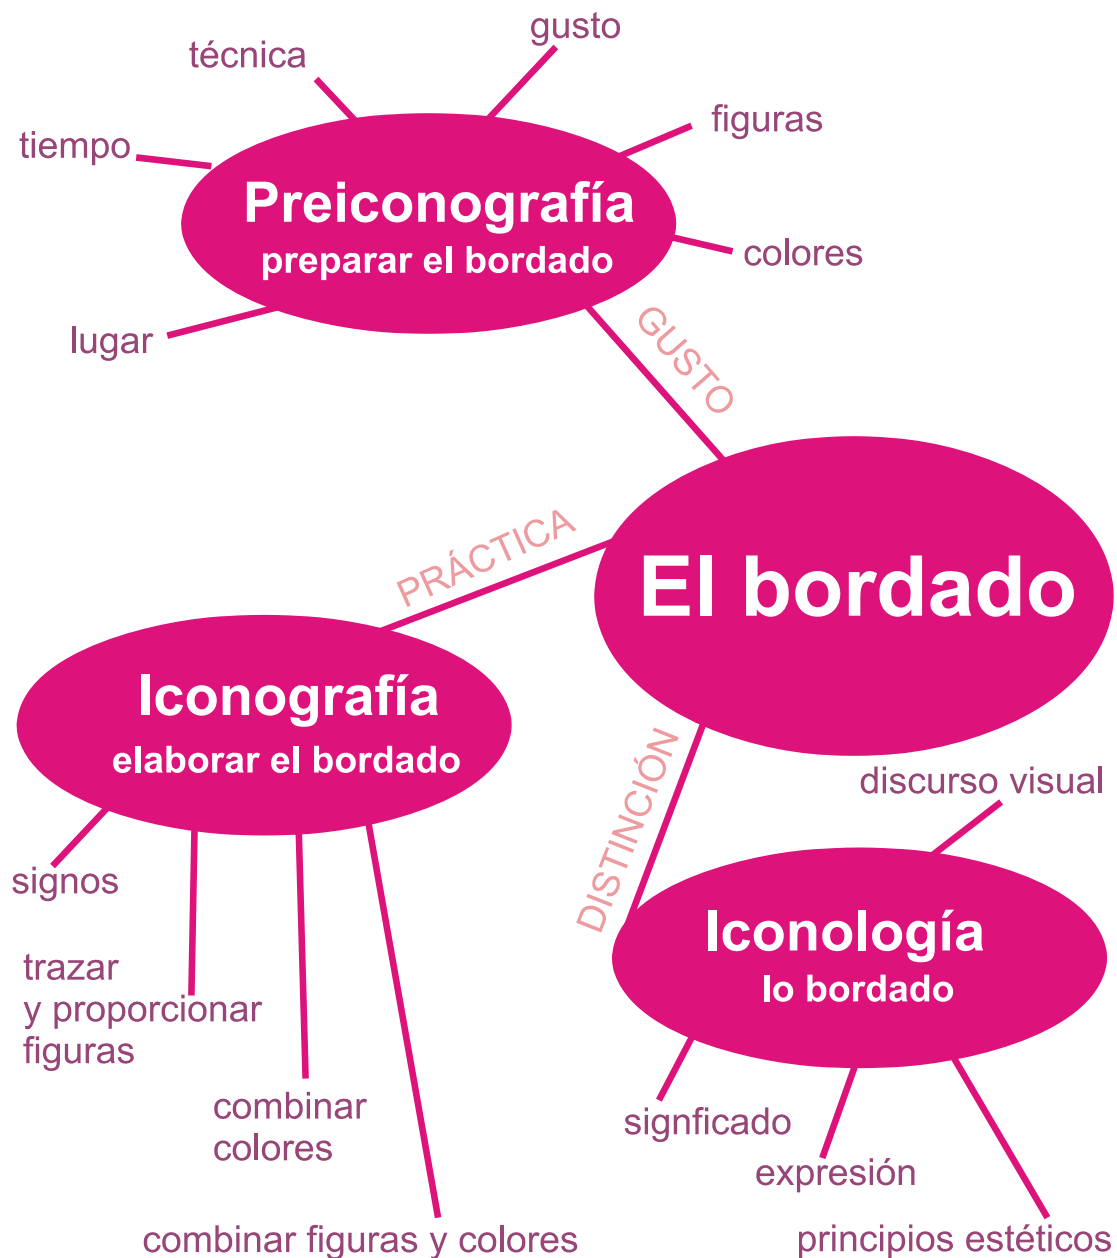 gusto
técnica
figuras
tiempo
Preiconografía
preparar el bordado
colores
lugar
GUSTO
El bordado
PRÁCTICA
Iconografía
elaborar el bordado
DISTINCIÓN
discurso visual
signos
Iconología
lo bordado
trazar
y proporcionar
figuras
combinar
colores
signficado
expresión
combinar figuras y colores
principios estéticos